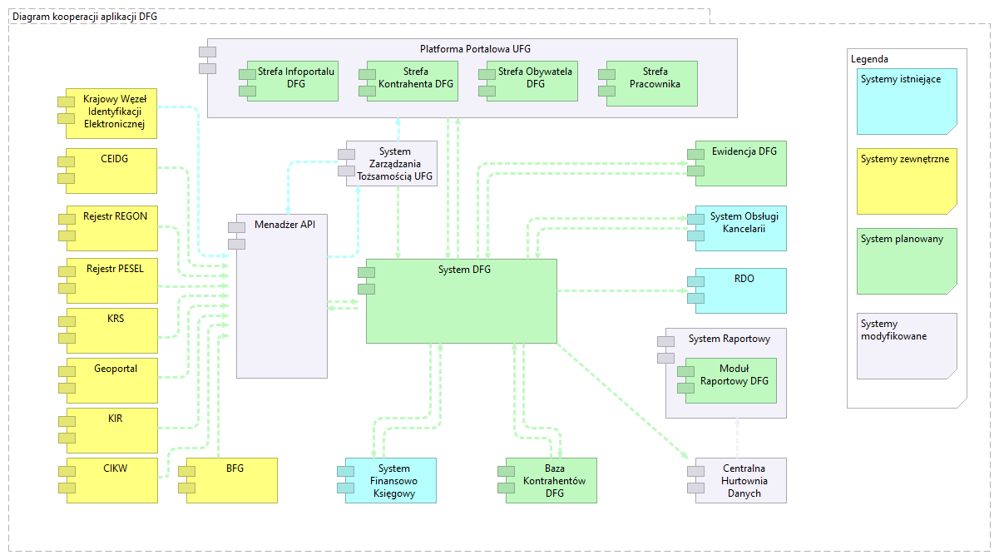 Diagram kooperacji aplikacji DFG
Platforma Portalowa UFG
Strefa Infoportalu
DFG
Strefa
Kontrahenta DFG
Strefa Obywatela
DFG
Strefa
Pracownika
Legenda
Systemy istniejące
Systemy zewnętrzne
System planowany
Systemy
modyfikowane
Krajowy Węzeł
Identyfikacji
Elektronicznej
CEIDG
Rejestr REGON
Rejestr PESEL
KRS
Geoportal
KIR
CIKW
BFG
System
Zarządzania
Tożsamością UFG
Menadżer API
System DFG
Ewidencja DFG
System Obsługi
Kancelarii
RDO
System Raportowy
Moduł
Raportowy DFG
System
Finansowo
Księgowy
Baza
Kontrahentów
DFG
Centralna
Hurtownia
Danych